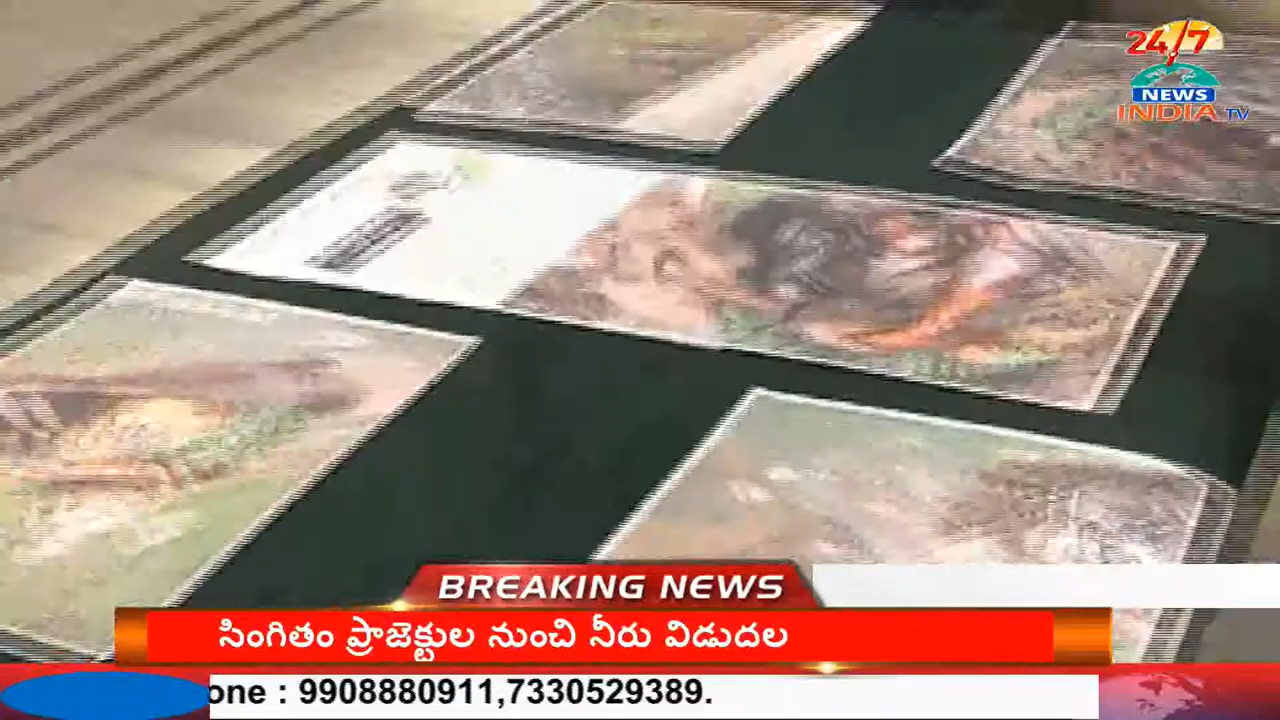 24/7
NEWS
INDIA TV
BREAKING NEWS
సింగితం ప్రాజెక్టుల నుంచి నీరు విడుదల
one : 9908880911,7330529389.